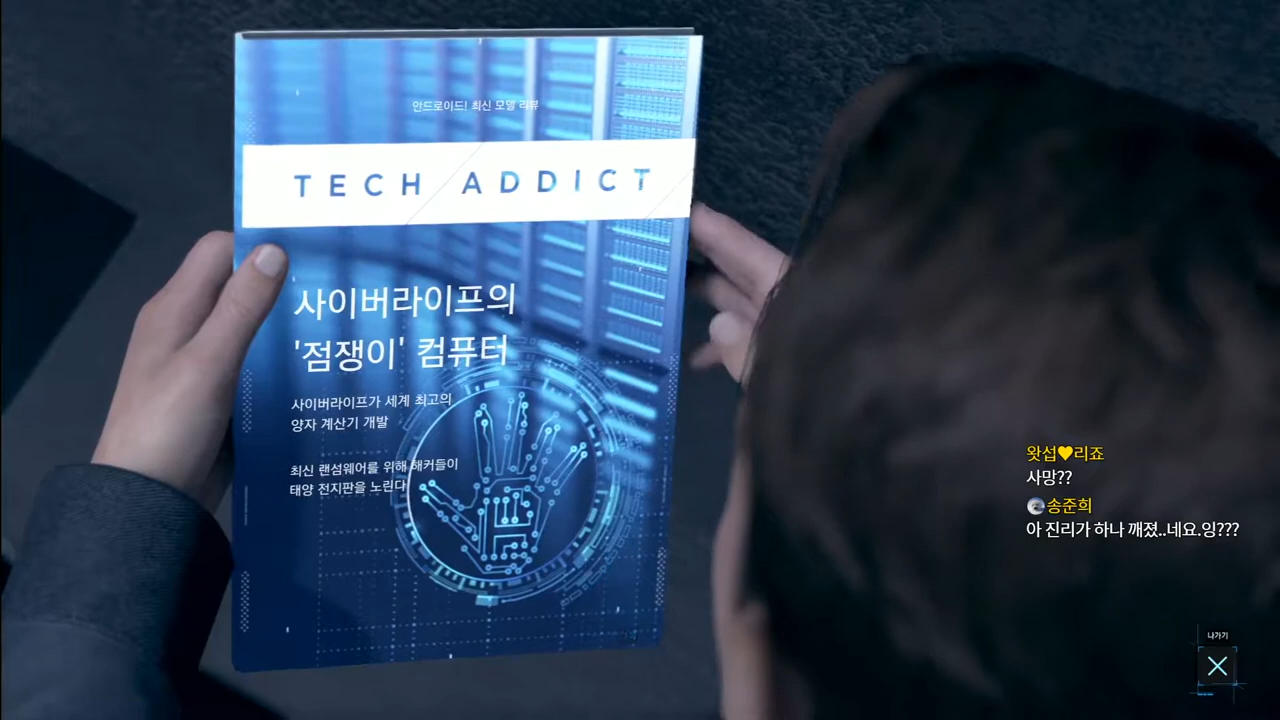 안드로이드! 최신 모델 리뷰
TECH ADDICT
사이버라이프의
'점쟁이' 컴퓨터
사이버라이프가 세계 최고의
양자 계산기 개발
최신 랜섬웨어를 위해 해커들이
태양 전지판을 노린다
왓섭♥리죠
사망??
송준희
아 진리가 하나 깨졌..네요.잉???
나가기